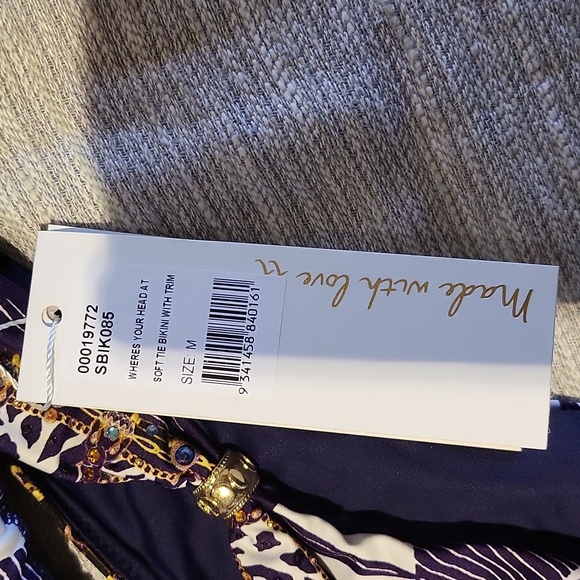 00019772
SBIK085
WHERES YOUR HEAD AT
SOFT TIE BIKINI WITH TRIM
SIZE: M
9 341458 840161
Made with love